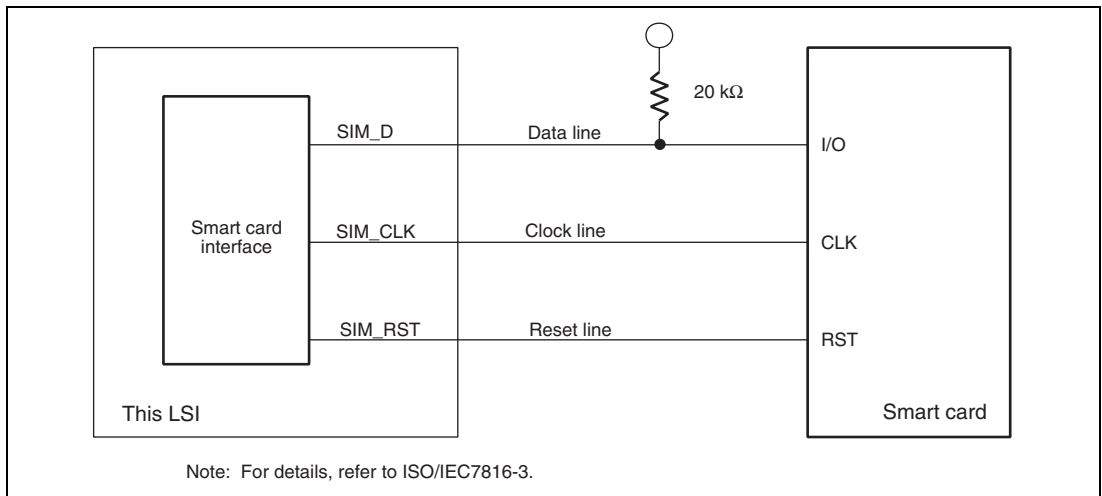 20 kΩ
SIM_D
Data line
I/O
Smart card
interface
SIM_CLK
Clock line
CLK
SIM_RST
Reset line
RST
This LSI
Smart card
Note: For details, refer to ISO/IEC7816-3.